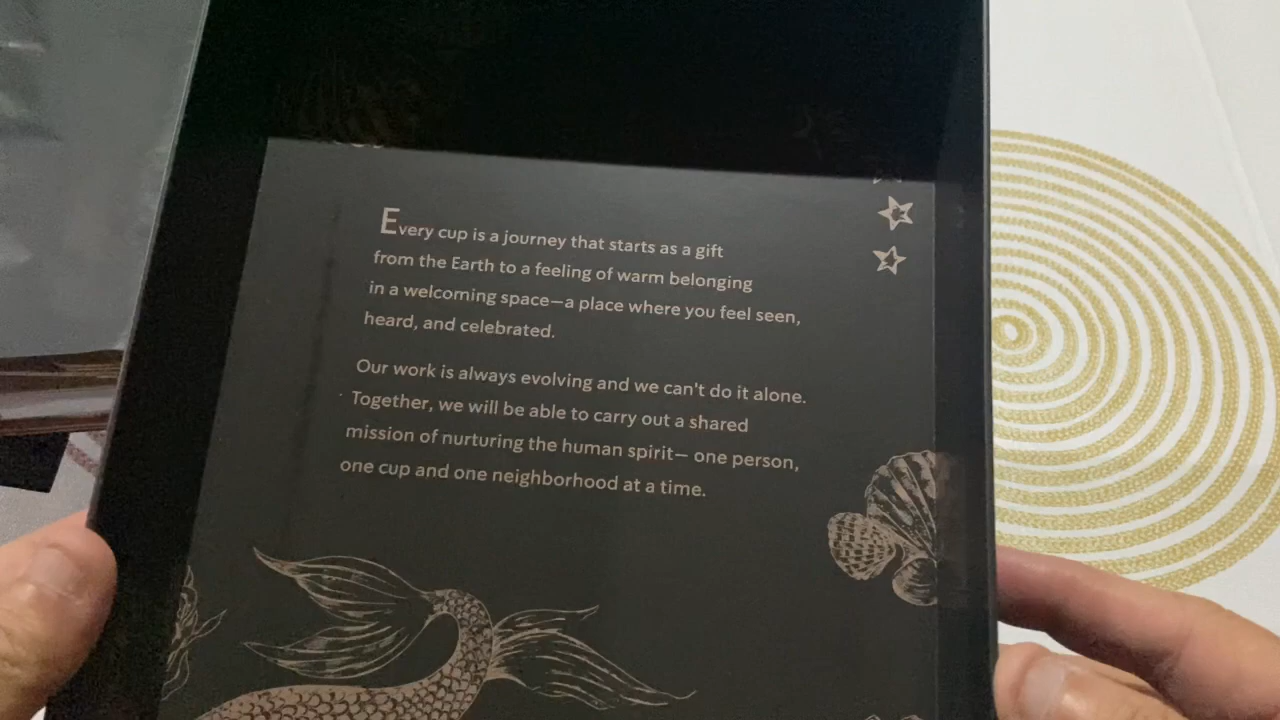 Every cup is a journey that starts as a gift
from the Earth to a feeling of warm belonging
in a welcoming space—a place where you feel seen,
heard, and celebrated.
Our work is always evolving and we can't do it alone.
Together, we will be able to carry out a shared
mission of nurturing the human spirit— one person,
one cup and one neighborhood at a time.